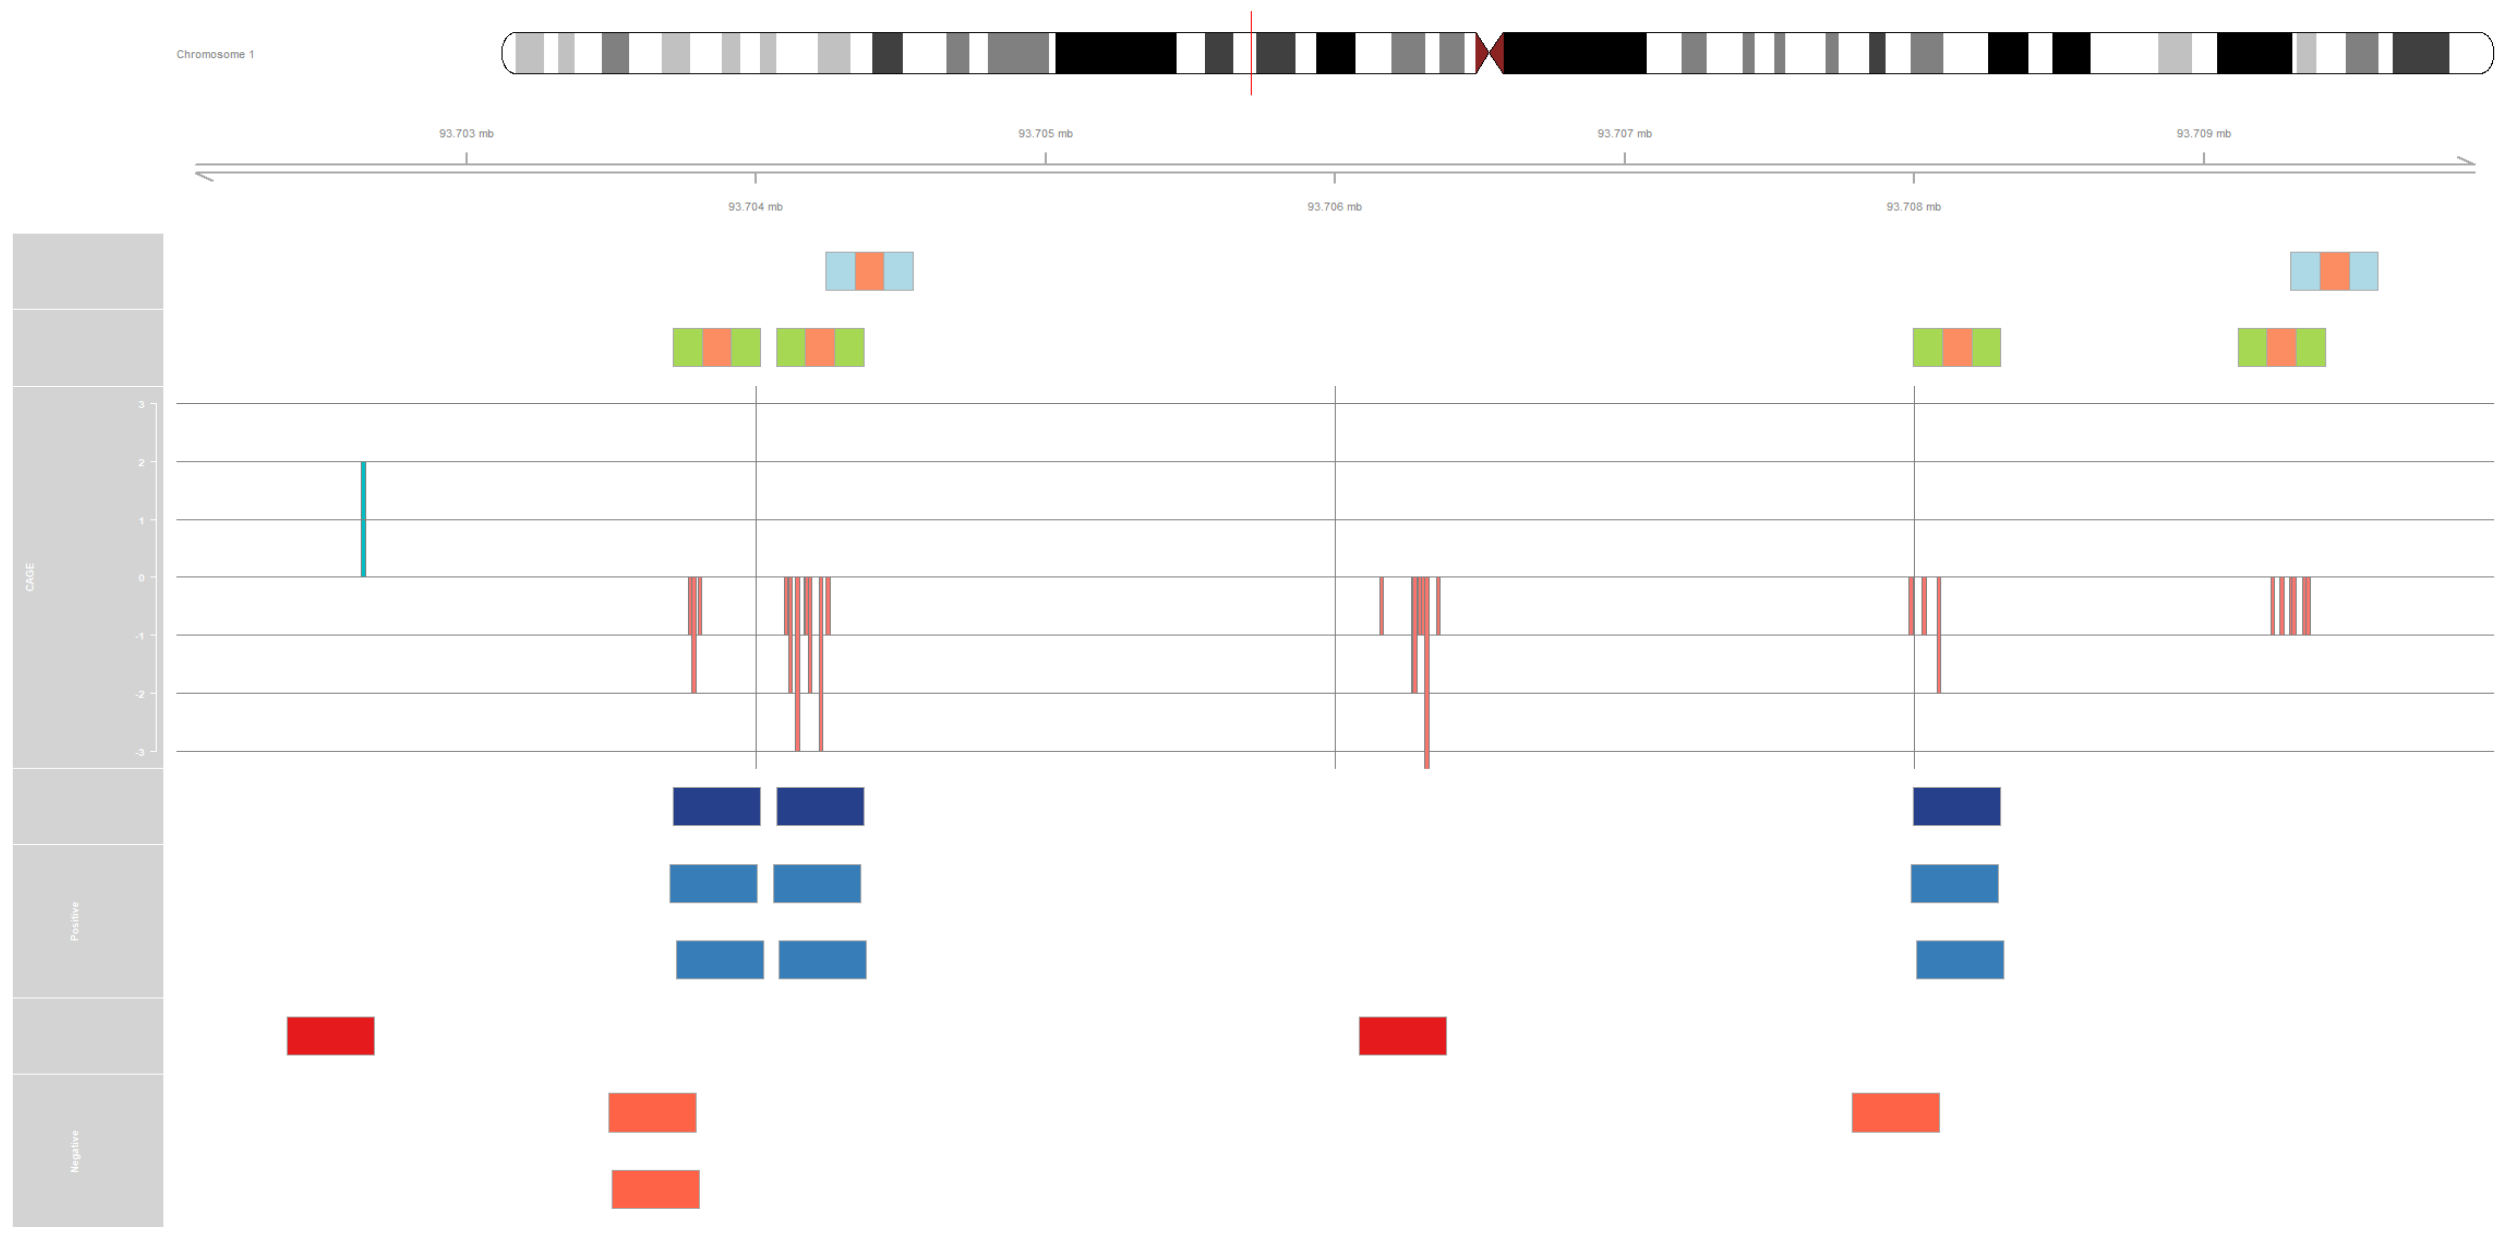 Chromosome 1
93.703 mb
93.705 mb
93.707 mb
93.709 mb
93.704 mb
93.706 mb
93.708 mb
3
2
1
0
-1
-2
-3
CAGE
Positive
Negative